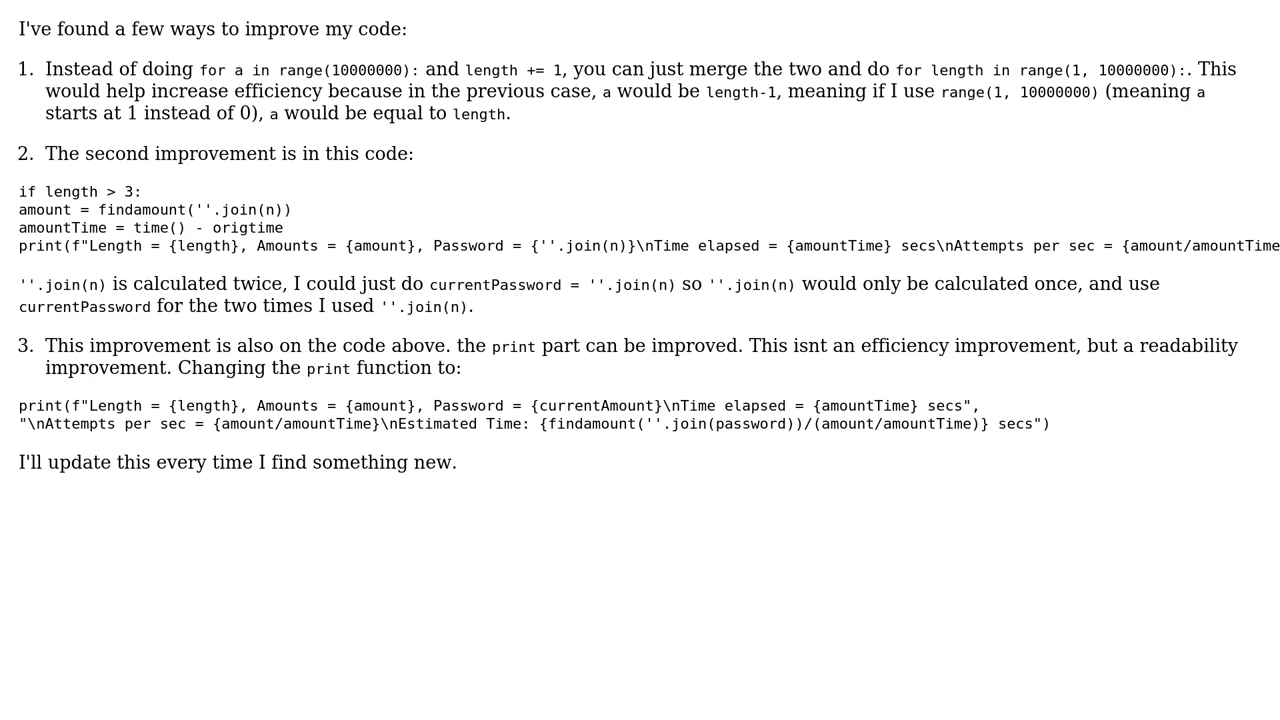 I've found a few ways to improve my code:
1. Instead of doing for a in range(10000000): and length += 1, you can just merge the two and do for length in range(1, 10000000):. This
would help increase efficiency because in the previous case, a would be length-1, meaning if I use range(1, 10000000) (meaning a
starts at 1 instead of 0), a would be equal to length.
2. The second improvement is in this code:
if length > 3:
amount = findamount(''.join(n))
amountTime = time() - origtime
print(f"Length = {length}, Amounts = {amount}, Password = {''.join(n)}\nTime elapsed = {amountTime} secs\nAttempts per sec = {amount/amountTime
''.join(n) is calculated twice, I could just do currentPassword = ''.join(n) so ''.join(n) would only be calculated once, and use
currentPassword for the two times I used ''.join(n).
3. This improvement is also on the code above. the print part can be improved. This isnt an efficiency improvement, but a readability
improvement. Changing the print function to:
print(f"Length = {length}, Amounts = {amount}, Password = {currentAmount}\nTime elapsed = {amountTime} secs",
"\nAttempts per sec = {amount/amountTime}\nEstimated Time: {findamount(''.join(password))/(amount/amountTime)} secs")
I'll update this every time I find something new.